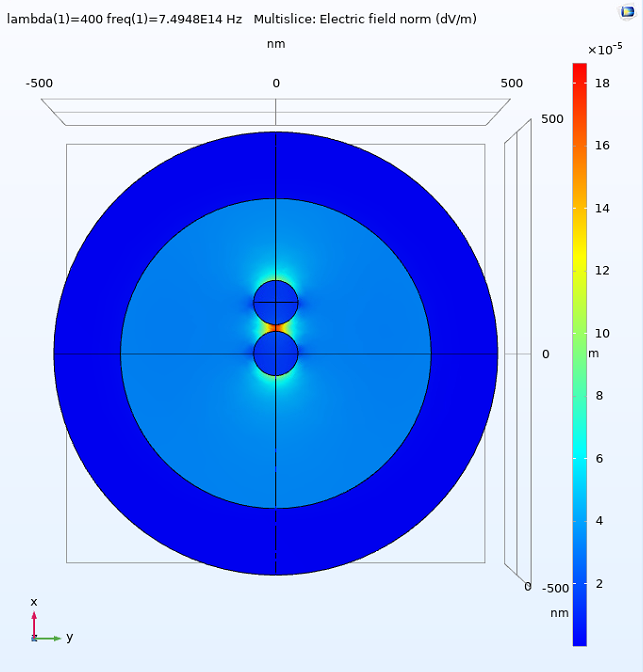 lambda(1)=400 freq(1)=7.4948E14 Hz   Multislice: Electric field norm (dV/m)
nm
×10⁻⁵
-500
0
500
18
500
16
14
12
10
0
m
8
6
4
2
0
-500
nm
x
y